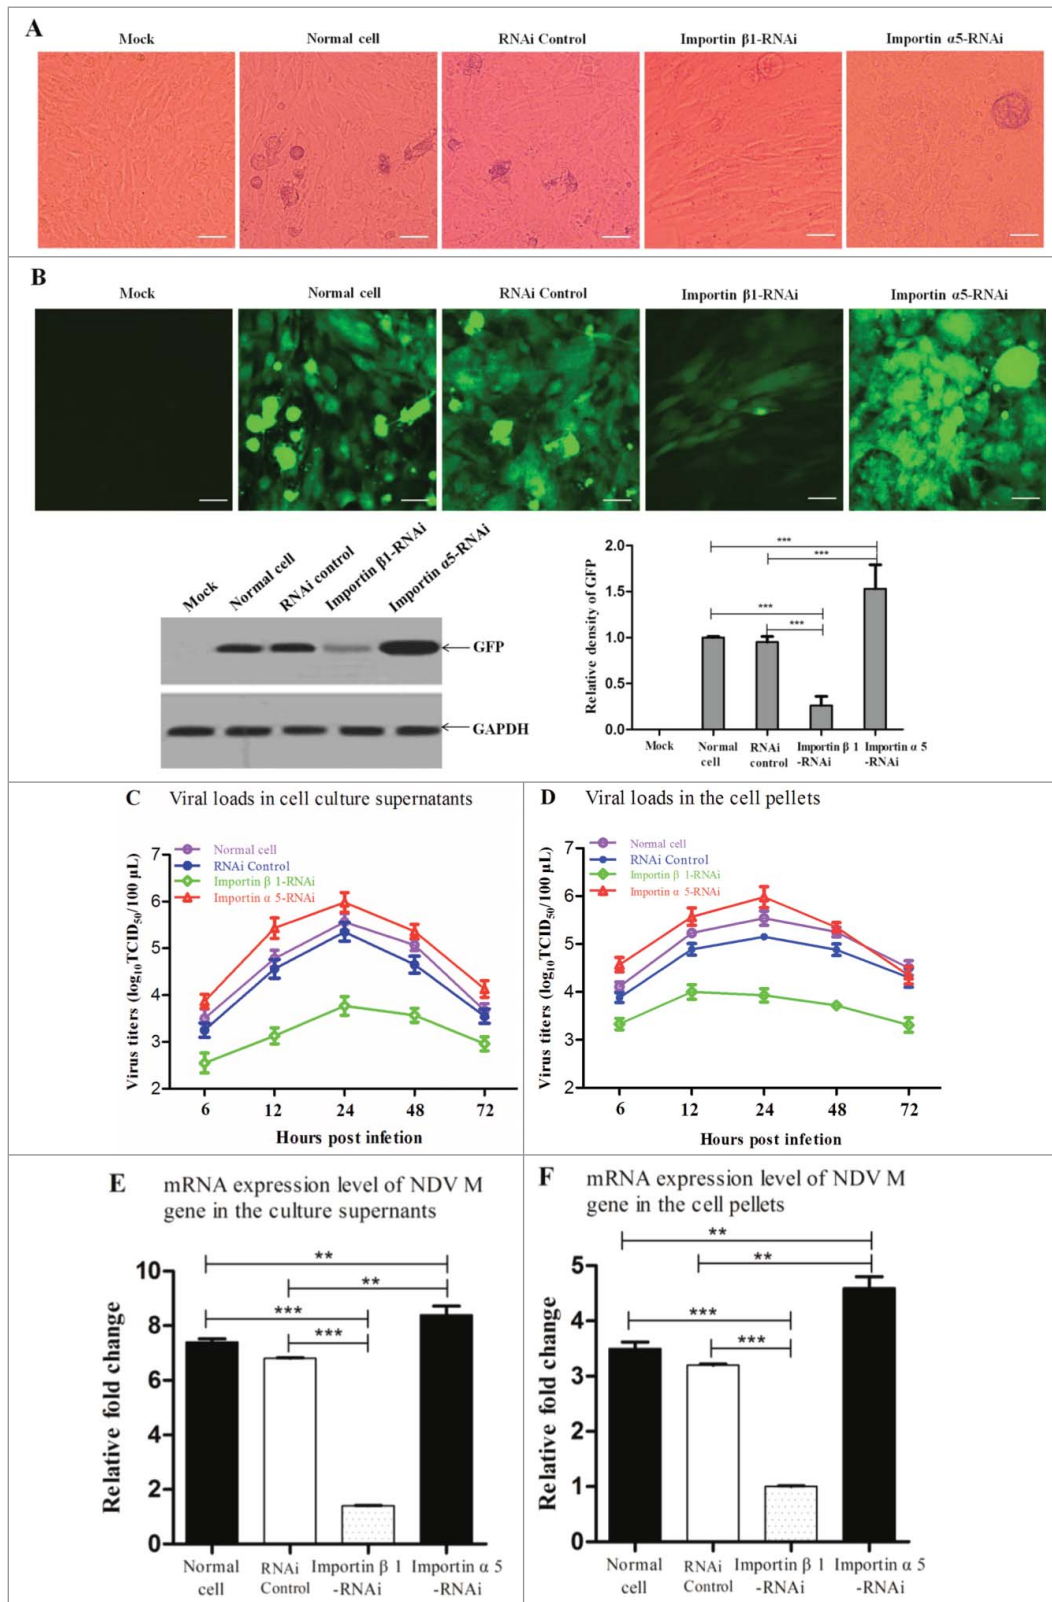 A
Mock
Normal cell
RNAi Control
Importin β1-RNAi
Importin α5-RNAi
B
Mock
Normal cell
RNAi Control
Importin β1-RNAi
Importin α5-RNAi
Mock
Normal cell
RNAi control
Importin β1-RNAi
Importin α5-RNAi
GFP
GAPDH
Relative density of GFP
2.0
1.5
1.0
0.5
0.0
***
***
***
***
Mock
Normal
cell
RNAi
control
Importin β 1
-RNAi
Importin α 5
-RNAi
C Viral loads in cell culture supernatants
Virus titers (log10TCID50/100 μL)
7
6
5
4
3
2
Normal cell
RNAi Control
Importin β 1-RNAi
Importin α 5-RNAi
6 12 24 48 72
Hours post infetion
D Viral loads in the cell pellets
Virus titers (log10TCID50/100 μL)
7
6
5
4
3
2
Normal cell
RNAi Control
Importin β 1-RNAi
Importin α 5-RNAi
6 12 24 48 72
Hours post infetion
E mRNA expression level of NDV M
gene in the culture supernants
Relative fold change
10
8
6
4
2
0
**
**
***
***
Normal
cell
RNAi
Control
Importin β 1
-RNAi
Importin α 5
-RNAi
F mRNA expression level of NDV M
gene in the cell pellets
Relative fold change
5
4
3
2
1
0
**
**
***
***
Normal
cell
RNAi
Control
Importin β 1
-RNAi
Importin α 5
-RNAi